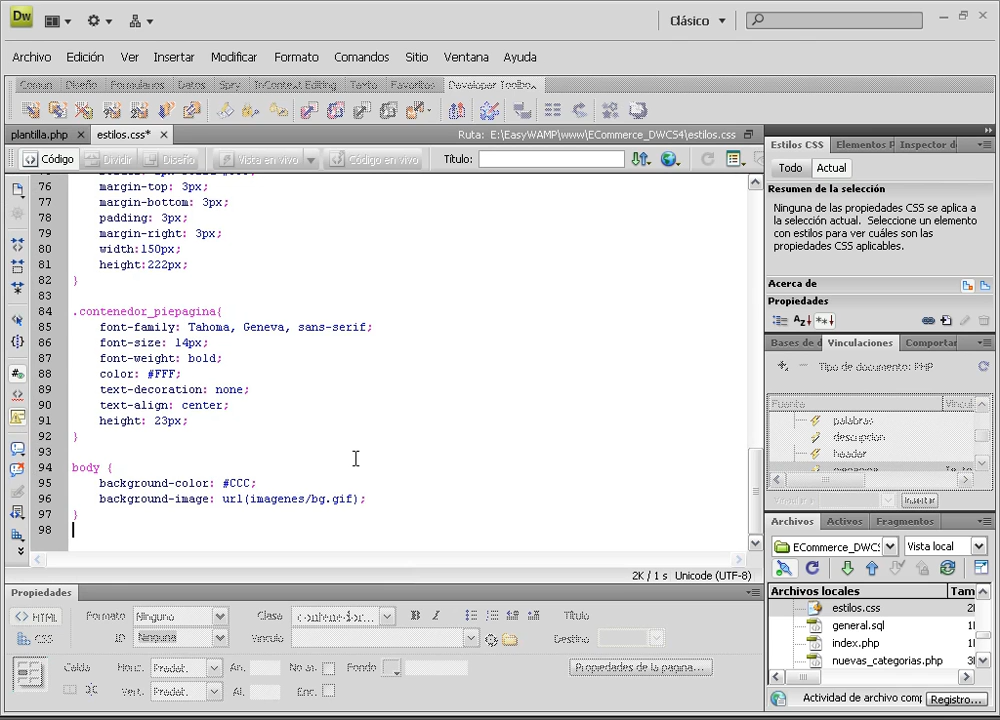 Dw
Clásico
Archivo Edición Ver Insertar Modificar Formato Comandos Sitio Ventana Ayuda
Común Diseño Formularios Datos Spry InContext Editing Texto Favoritos Developer Toolbox
plantilla.php × estilos.css* × Ruta: E:\EasyWAMP\www\ECommerce_DWCS4\estilos.css
Código Dividir Diseño Vista en vivo Código en vivo Título:
76 margin-top: 3px;
77 margin-bottom: 3px;
78 padding: 3px;
79 margin-right: 3px;
80 width:150px;
81 height:222px;
82 }
83
84 .contenedor_piepagina{
85 font-family: Tahoma, Geneva, sans-serif;
86 font-size: 14px;
87 font-weight: bold;
88 color: #FFF;
89 text-decoration: none;
90 text-align: center;
91 height: 23px;
92 }
93
94 body {
95 background-color: #CCC;
96 background-image: url(imagenes/bg.gif);
97 }
98
2K / 1 s Unicode (UTF-8)
Propiedades
HTML Formato Ninguno Clase contenedor... B I Título
CSS ID Ninguno Vínculo Destino
Celda Horiz. Predet. An. No aj. Fondo Propiedades de la página...
Vert. Predet. Al. Enc.
Estilos CSS Elementos P Inspector d
Todo Actual
Resumen de la selección
Ninguna de las propiedades CSS se aplica a
la selección actual. Seleccione un elemento
con estilos para ver cuáles son las
propiedades CSS aplicables.
Acerca de
Propiedades
Bases de d Vinculaciones Comportar
Tipo de documento: PHP
Fuente Víncul
palabras
descripcion
header
Insertar
Archivos Activos Fragmentos
ECommerce_DWCS Vista local
Archivos locales Tam
estilos.css 2I
general.sql 1I
index.php 1I
nuevas_categorias.php 3I
Actividad de archivo comp Registro...